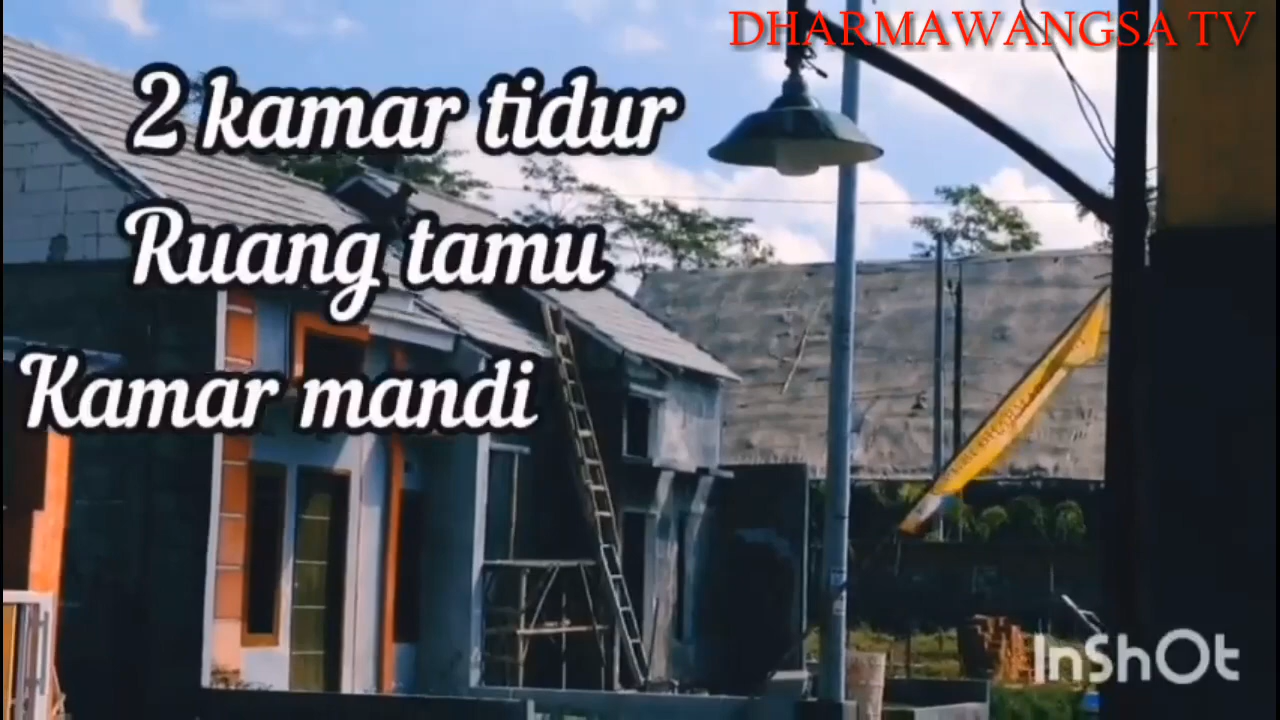 DHARMAWANGSA TV
2 kamar tidur
Ruang tamu
Kamar mandi
InShOt